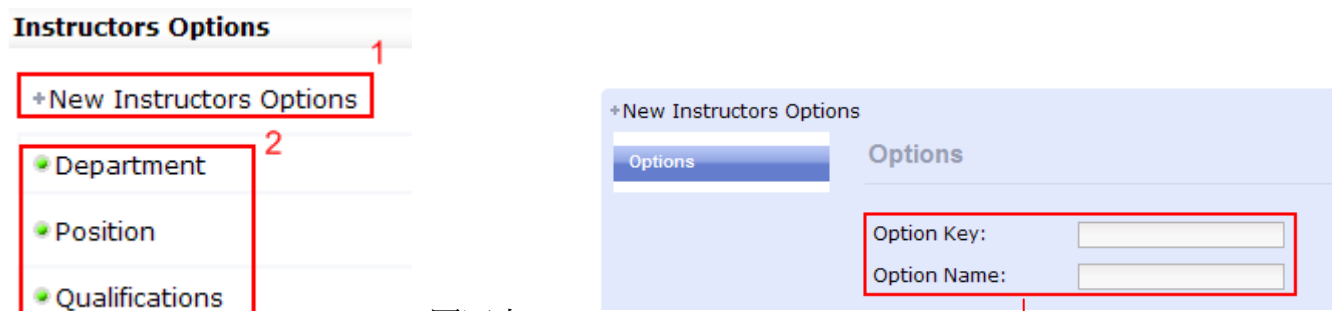 Instructors Options
1
+New Instructors Options
2
Department
Position
Qualifications
+New Instructors Options
Options
Options
Option Key:
Option Name: